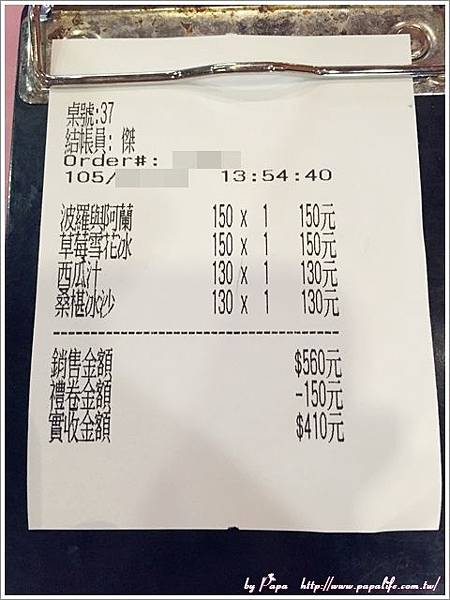 桌號:37
結帳員: 傑
Order#:
105/ 13:54:40
波羅與阿蘭 150 x 1 150元
草莓雪花冰 150 x 1 150元
西瓜汁 130 x 1 130元
桑椹冰沙 130 x 1 130元
--------------------------------
銷售金額 $560元
禮卷金額 -150元
實收金額 $410元
by Papa http://www.papalife.com.tw/